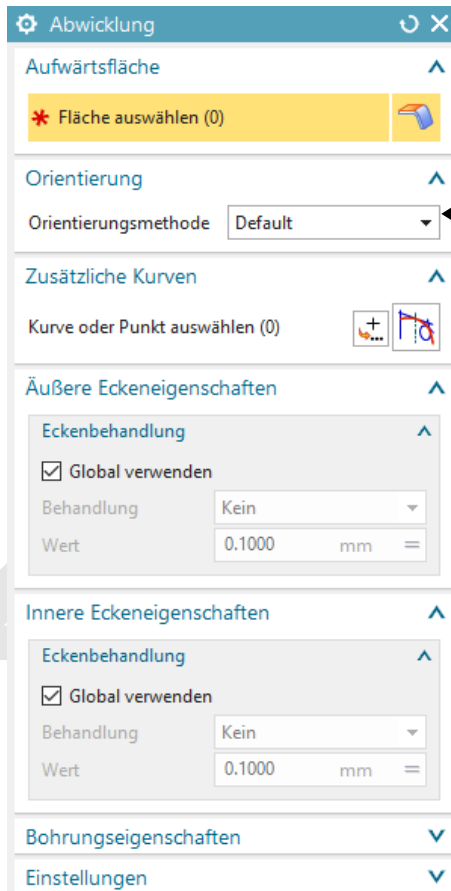 Abwicklung
Aufwärtsfläche
* Fläche auswählen (0)
Orientierung
Orientierungsmethode Default
Zusätzliche Kurven
Kurve oder Punkt auswählen (0)
Äußere Eckeneigenschaften
Eckenbehandlung
Global verwenden
Behandlung Kein
Wert 0.1000 mm =
Innere Eckeneigenschaften
Eckenbehandlung
Global verwenden
Behandlung Kein
Wert 0.1000 mm =
Bohrungseigenschaften
Einstellungen